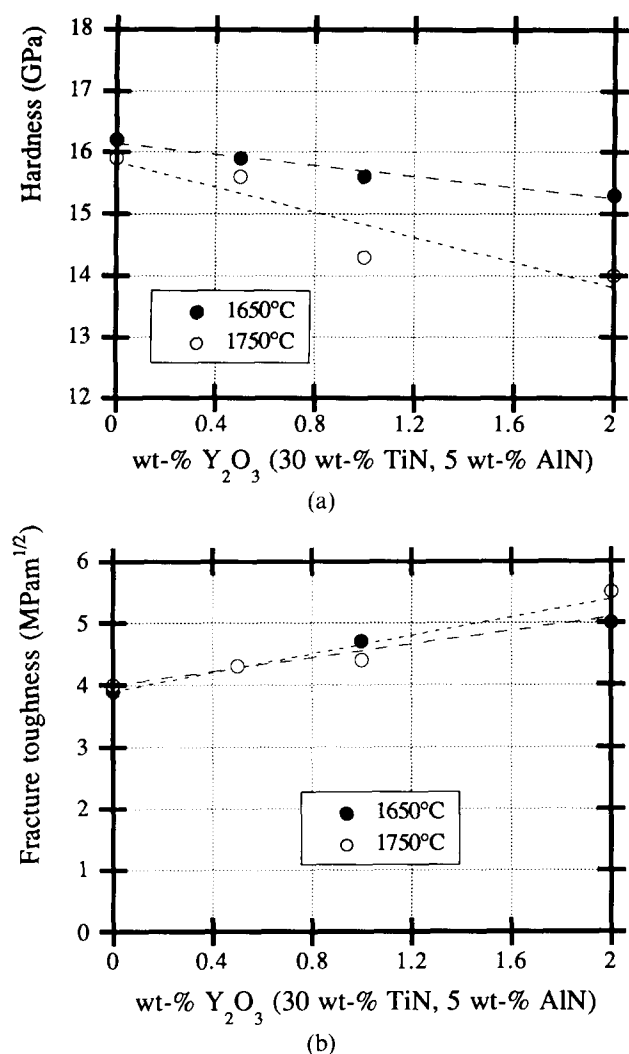 Hardness (GPa)
18
17
16
15
14
13
12
1650°C
1750°C
0
0.4
0.8
1.2
1.6
2
wt-% Y₂O₃ (30 wt-% TiN, 5 wt-% AlN)
(a)
Fracture toughness (MPam^1/2)
6
5
4
3
2
1
0
1650°C
1750°C
0
0.4
0.8
1.2
1.6
2
wt-% Y₂O₃ (30 wt-% TiN, 5 wt-% AlN)
(b)